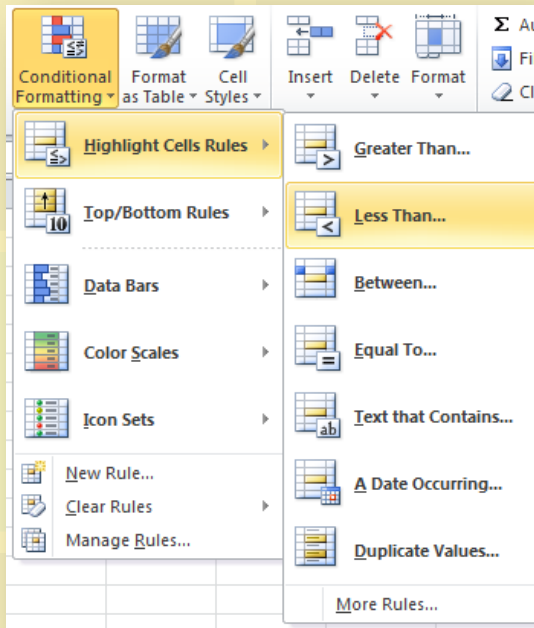 Conditional Formatting Format as Table Cell Styles Insert Delete Format Σ
Highlight Cells Rules
Top/Bottom Rules
Data Bars
Color Scales
Icon Sets
New Rule...
Clear Rules
Manage Rules...
Greater Than...
Less Than...
Between...
Equal To...
Text that Contains...
A Date Occurring...
Duplicate Values...
More Rules...